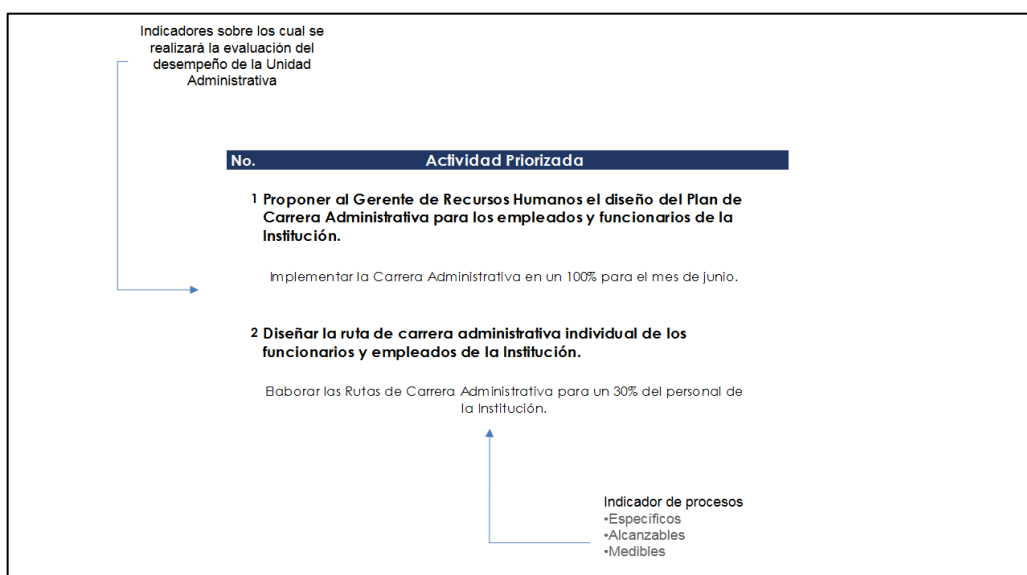 Indicadores sobre los cual se
realizará la evaluación del
desempeño de la Unidad
Administrativa
No. Actividad Priorizada
1 Proponer al Gerente de Recursos Humanos el diseño del Plan de
Carrera Administrativa para los empleados y funcionarios de la
Institución.
Implementar la Carrera Administrativa en un 100% para el mes de junio.
2 Diseñar la ruta de carrera administrativa individual de los
funcionarios y empleados de la Institución.
Elaborar las Rutas de Carrera Administrativa para un 30% del personal de
la Institución.
Indicador de procesos
•Específicos
•Alcanzables
•Medibles